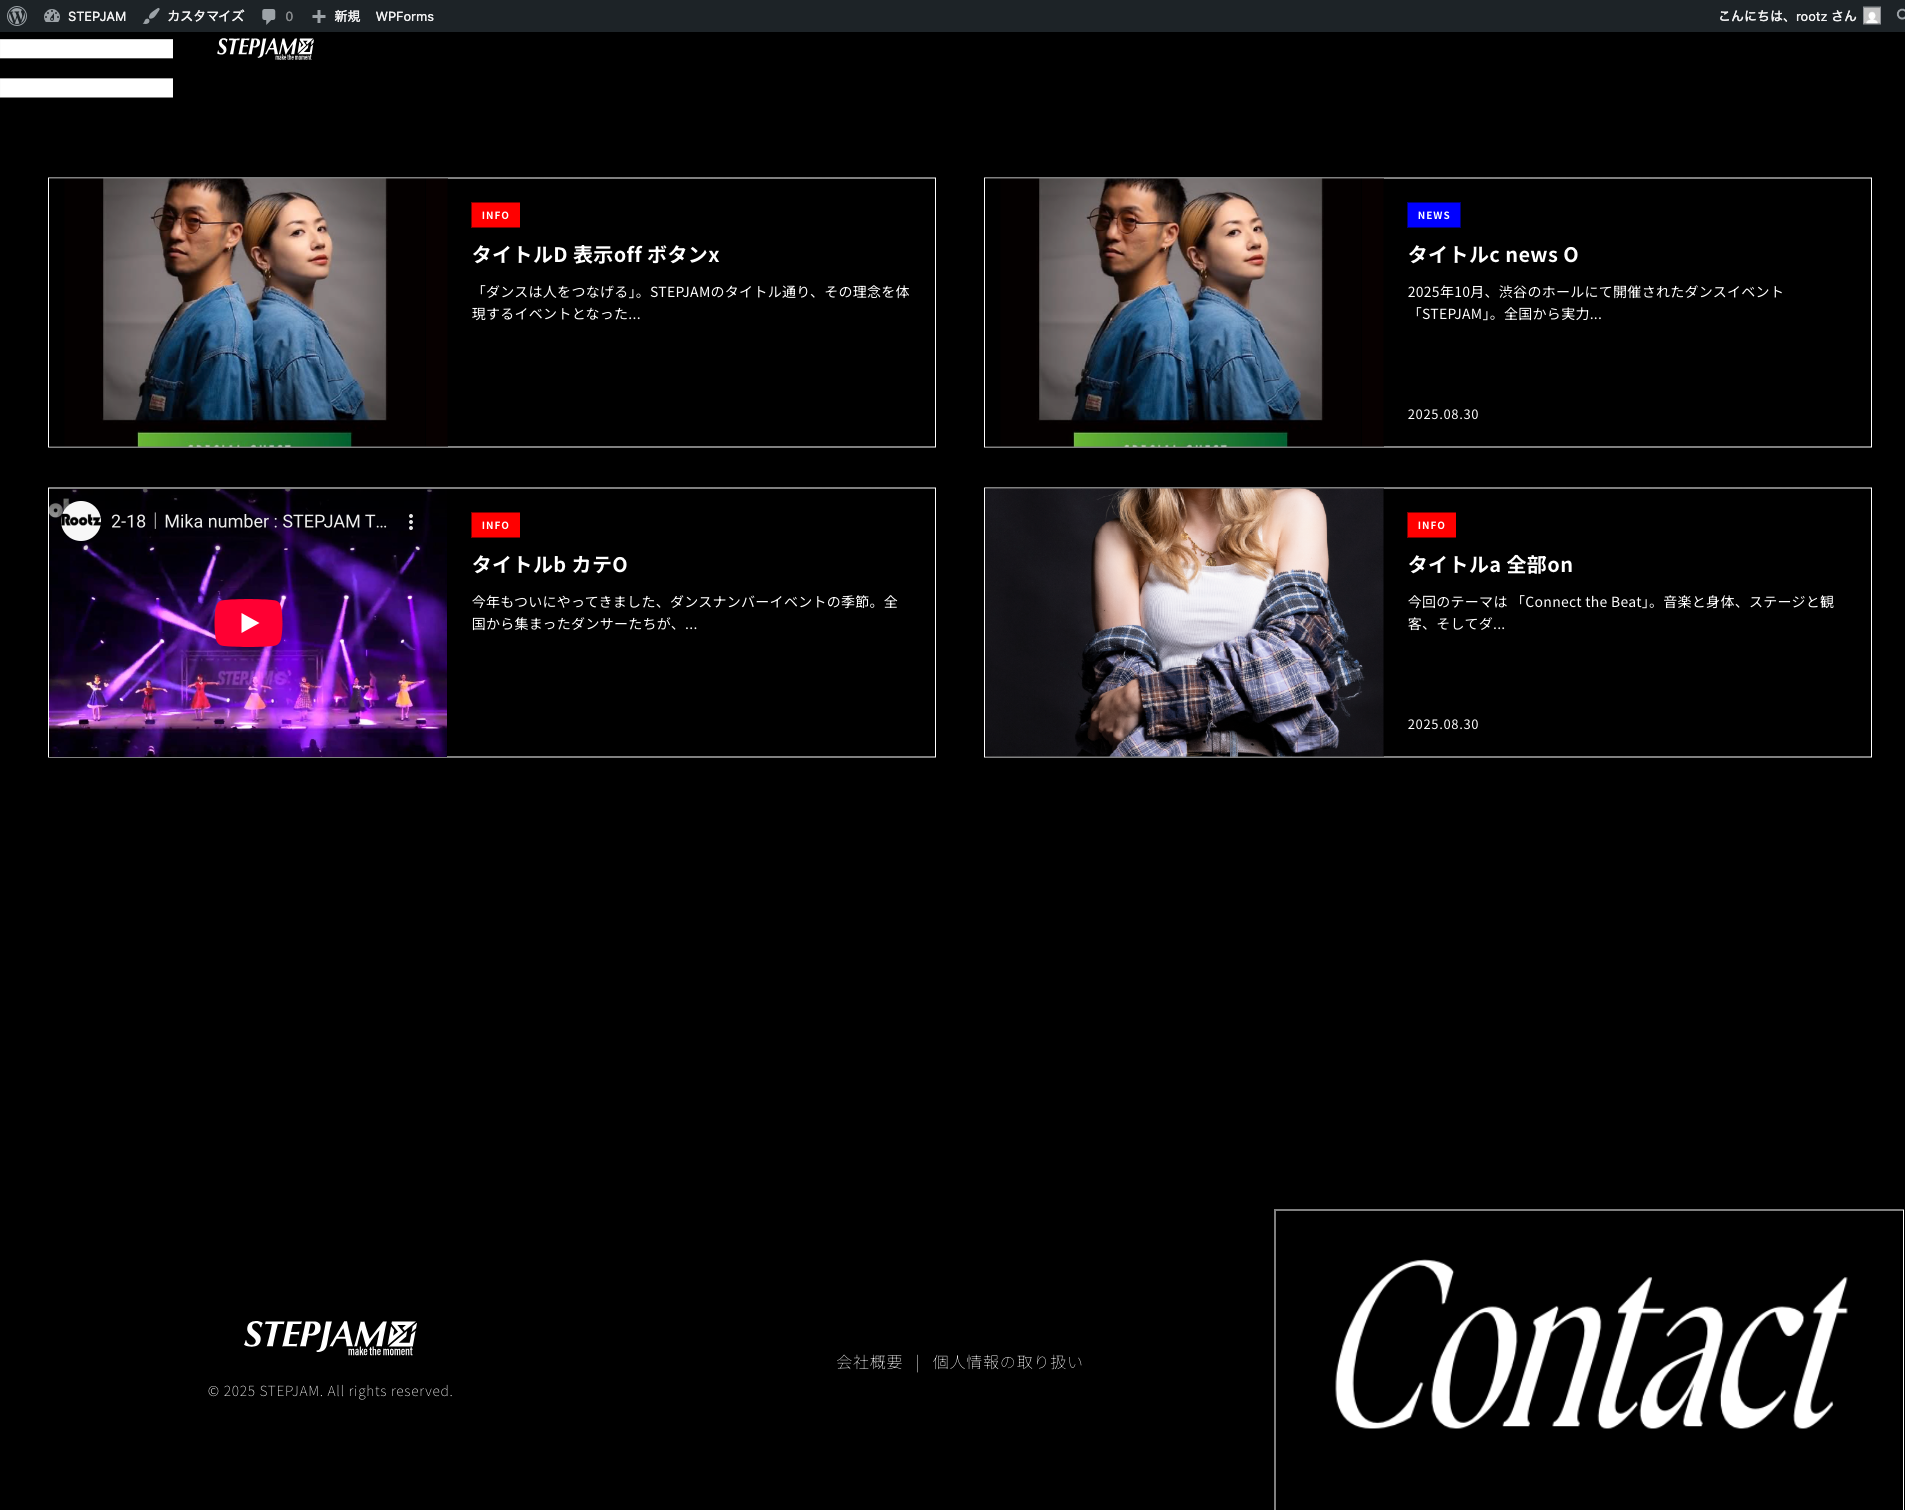 STEPJAM カスタマイズ 0 新規 WPForms こんにちは、rootz さん
STEPJAM
make the moment
INFO
タイトルD 表示off ボタンx
「ダンスは人をつなげる」。STEPJAMのタイトル通り、その理念を体
現するイベントとなった...
NEWS
タイトルc news O
2025年10月、渋谷のホールにて開催されたダンスイベント
「STEPJAM」。全国から実力...
2025.08.30
Rootz
2-18｜Mika number : STEPJAM T...
STEPJAM
INFO
タイトルb カテO
今年もついにやってきました、ダンスナンバーイベントの季節。全
国から集まったダンサーたちが、...
INFO
タイトルa 全部on
今回のテーマは 「Connect the Beat」。音楽と身体、ステージと観
客、そしてダ...
2025.08.30
STEPJAM
make the moment
© 2025 STEPJAM. All rights reserved.
会社概要 | 個人情報の取り扱い
Contact